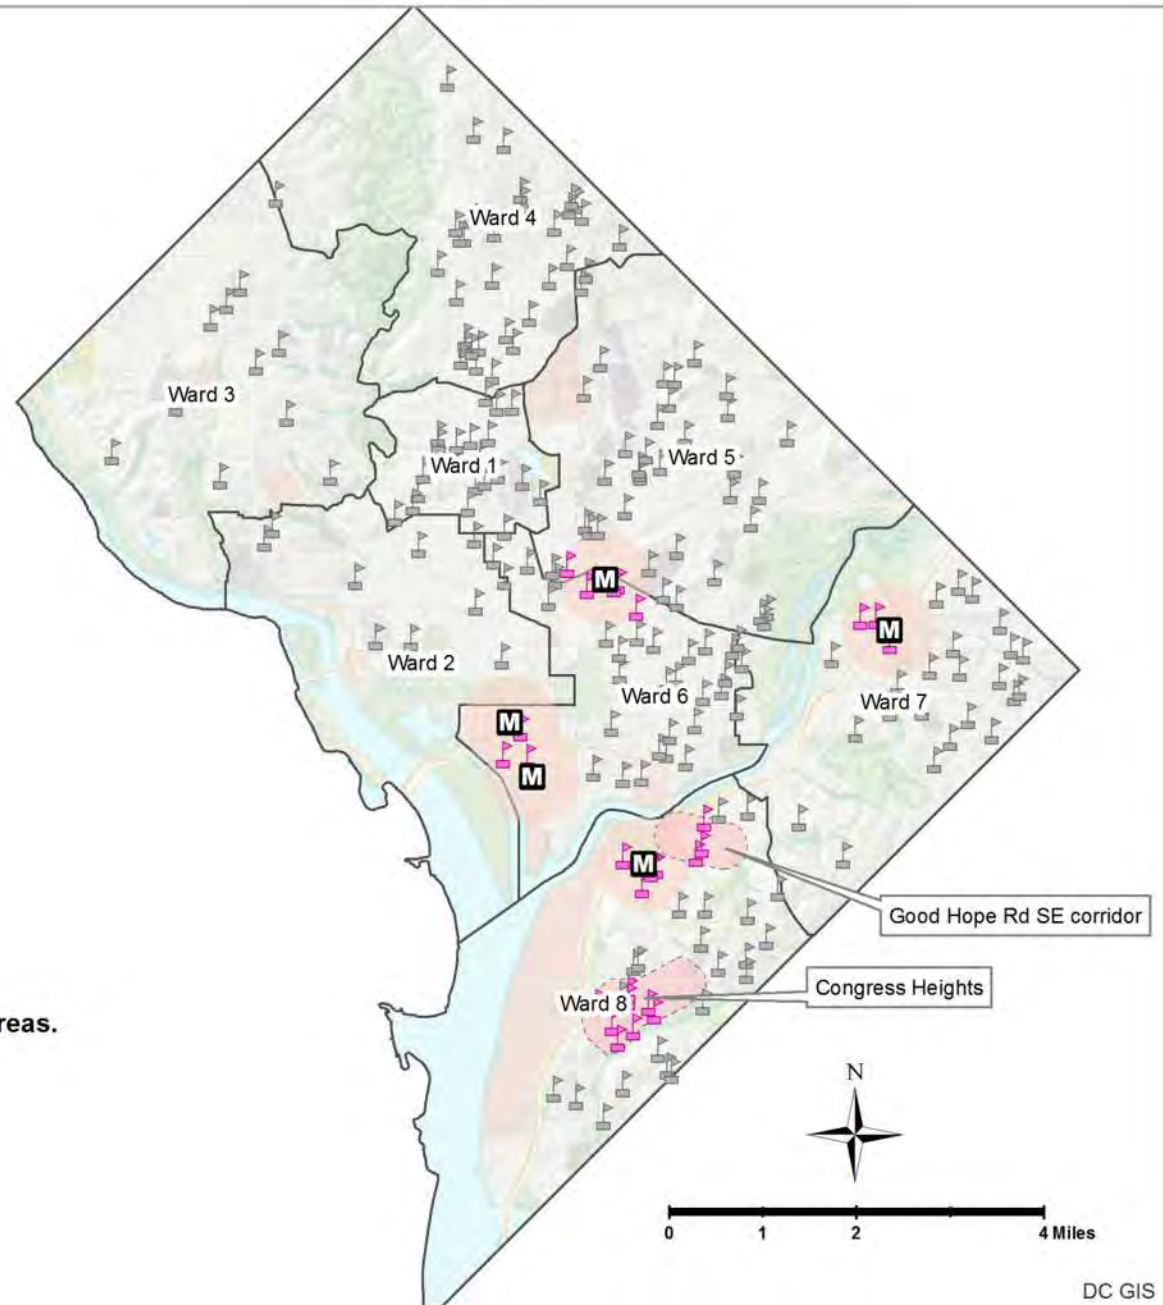 Ward 4
Ward 3
Ward 1
Ward 5
M
M
Ward 2
Ward 6
Ward 7
M
M
M
Good Hope Rd SE corridor
Congress Heights
Ward 8
reas.
N
0 1 2 4 Miles
DC GIS